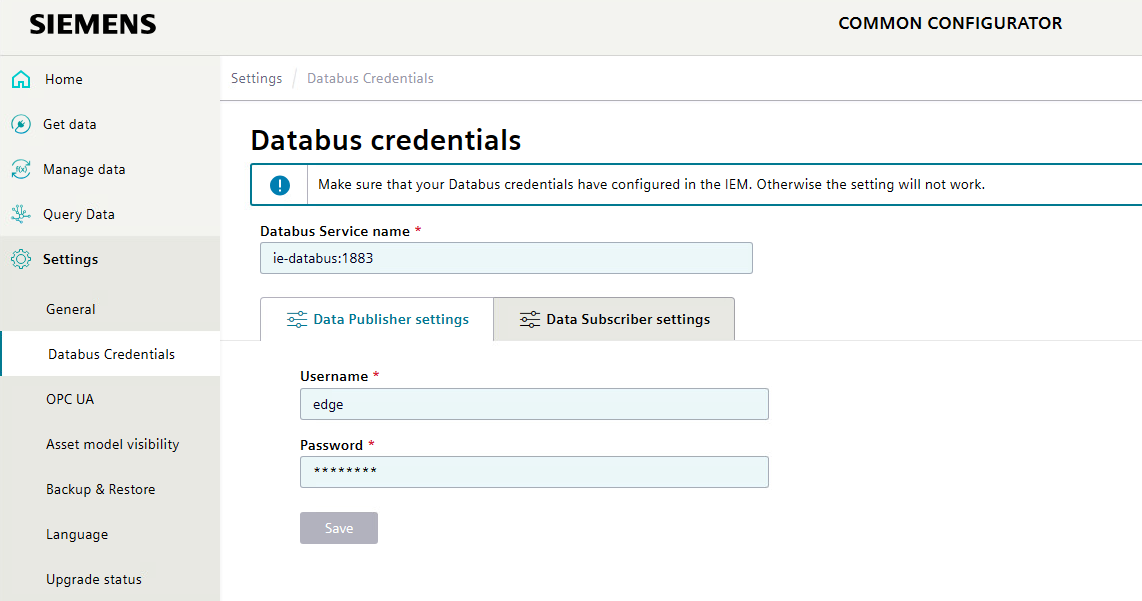 SIEMENS
COMMON CONFIGURATOR
Home
Get data
Manage data
Query Data
Settings
General
Databus Credentials
OPC UA
Asset model visibility
Backup & Restore
Language
Upgrade status
Settings / Databus Credentials
Databus credentials
! Make sure that your Databus credentials have configured in the IEM. Otherwise the setting will not work.
Databus Service name *
ie-databus:1883
Data Publisher settings Data Subscriber settings
Username *
edge
Password *
********
Save